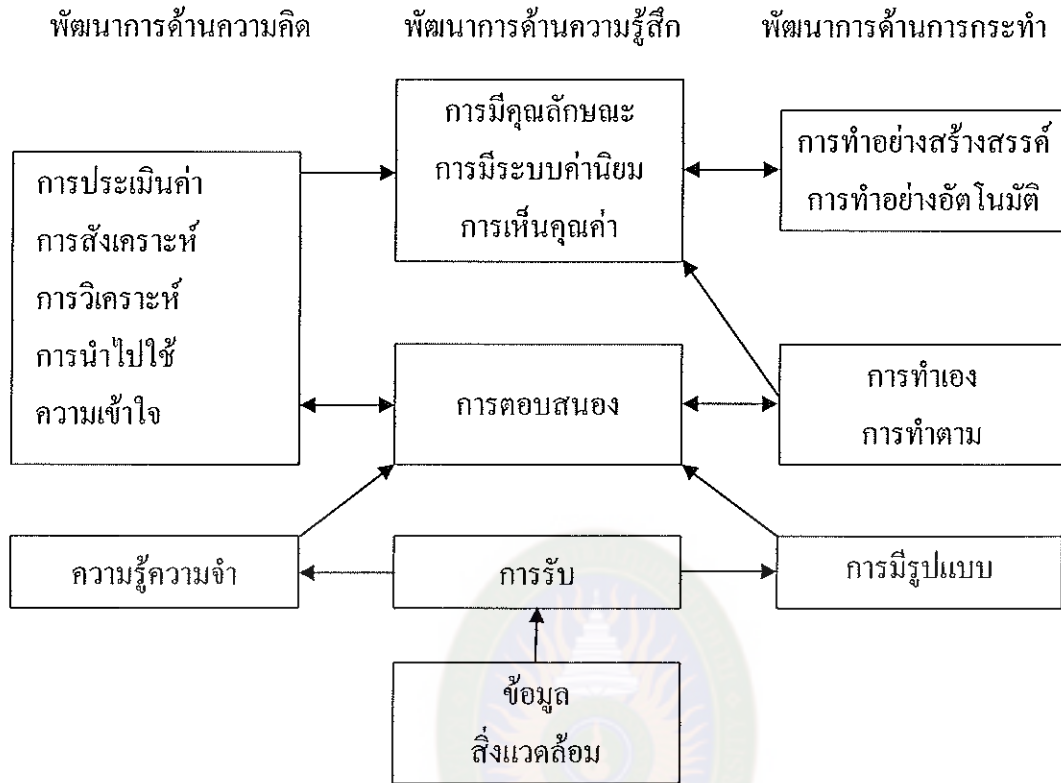 พัฒนาการด้านความคิด
พัฒนาการด้านความรู้สึก
พัฒนาการด้านการกระทำ
การประเมินค่า
การสังเคราะห์
การวิเคราะห์
การนำไปใช้
ความเข้าใจ
การมีคุณลักษณะ
การมีระบบค่านิยม
การเห็นคุณค่า
การทำอย่างสร้างสรรค์
การทำอย่างอัตโนมัติ
การตอบสนอง
การทำเอง
การทำตาม
ความรู้ความจำ
การรับ
การมีรูปแบบ
ข้อมูล
สิ่งแวดล้อม